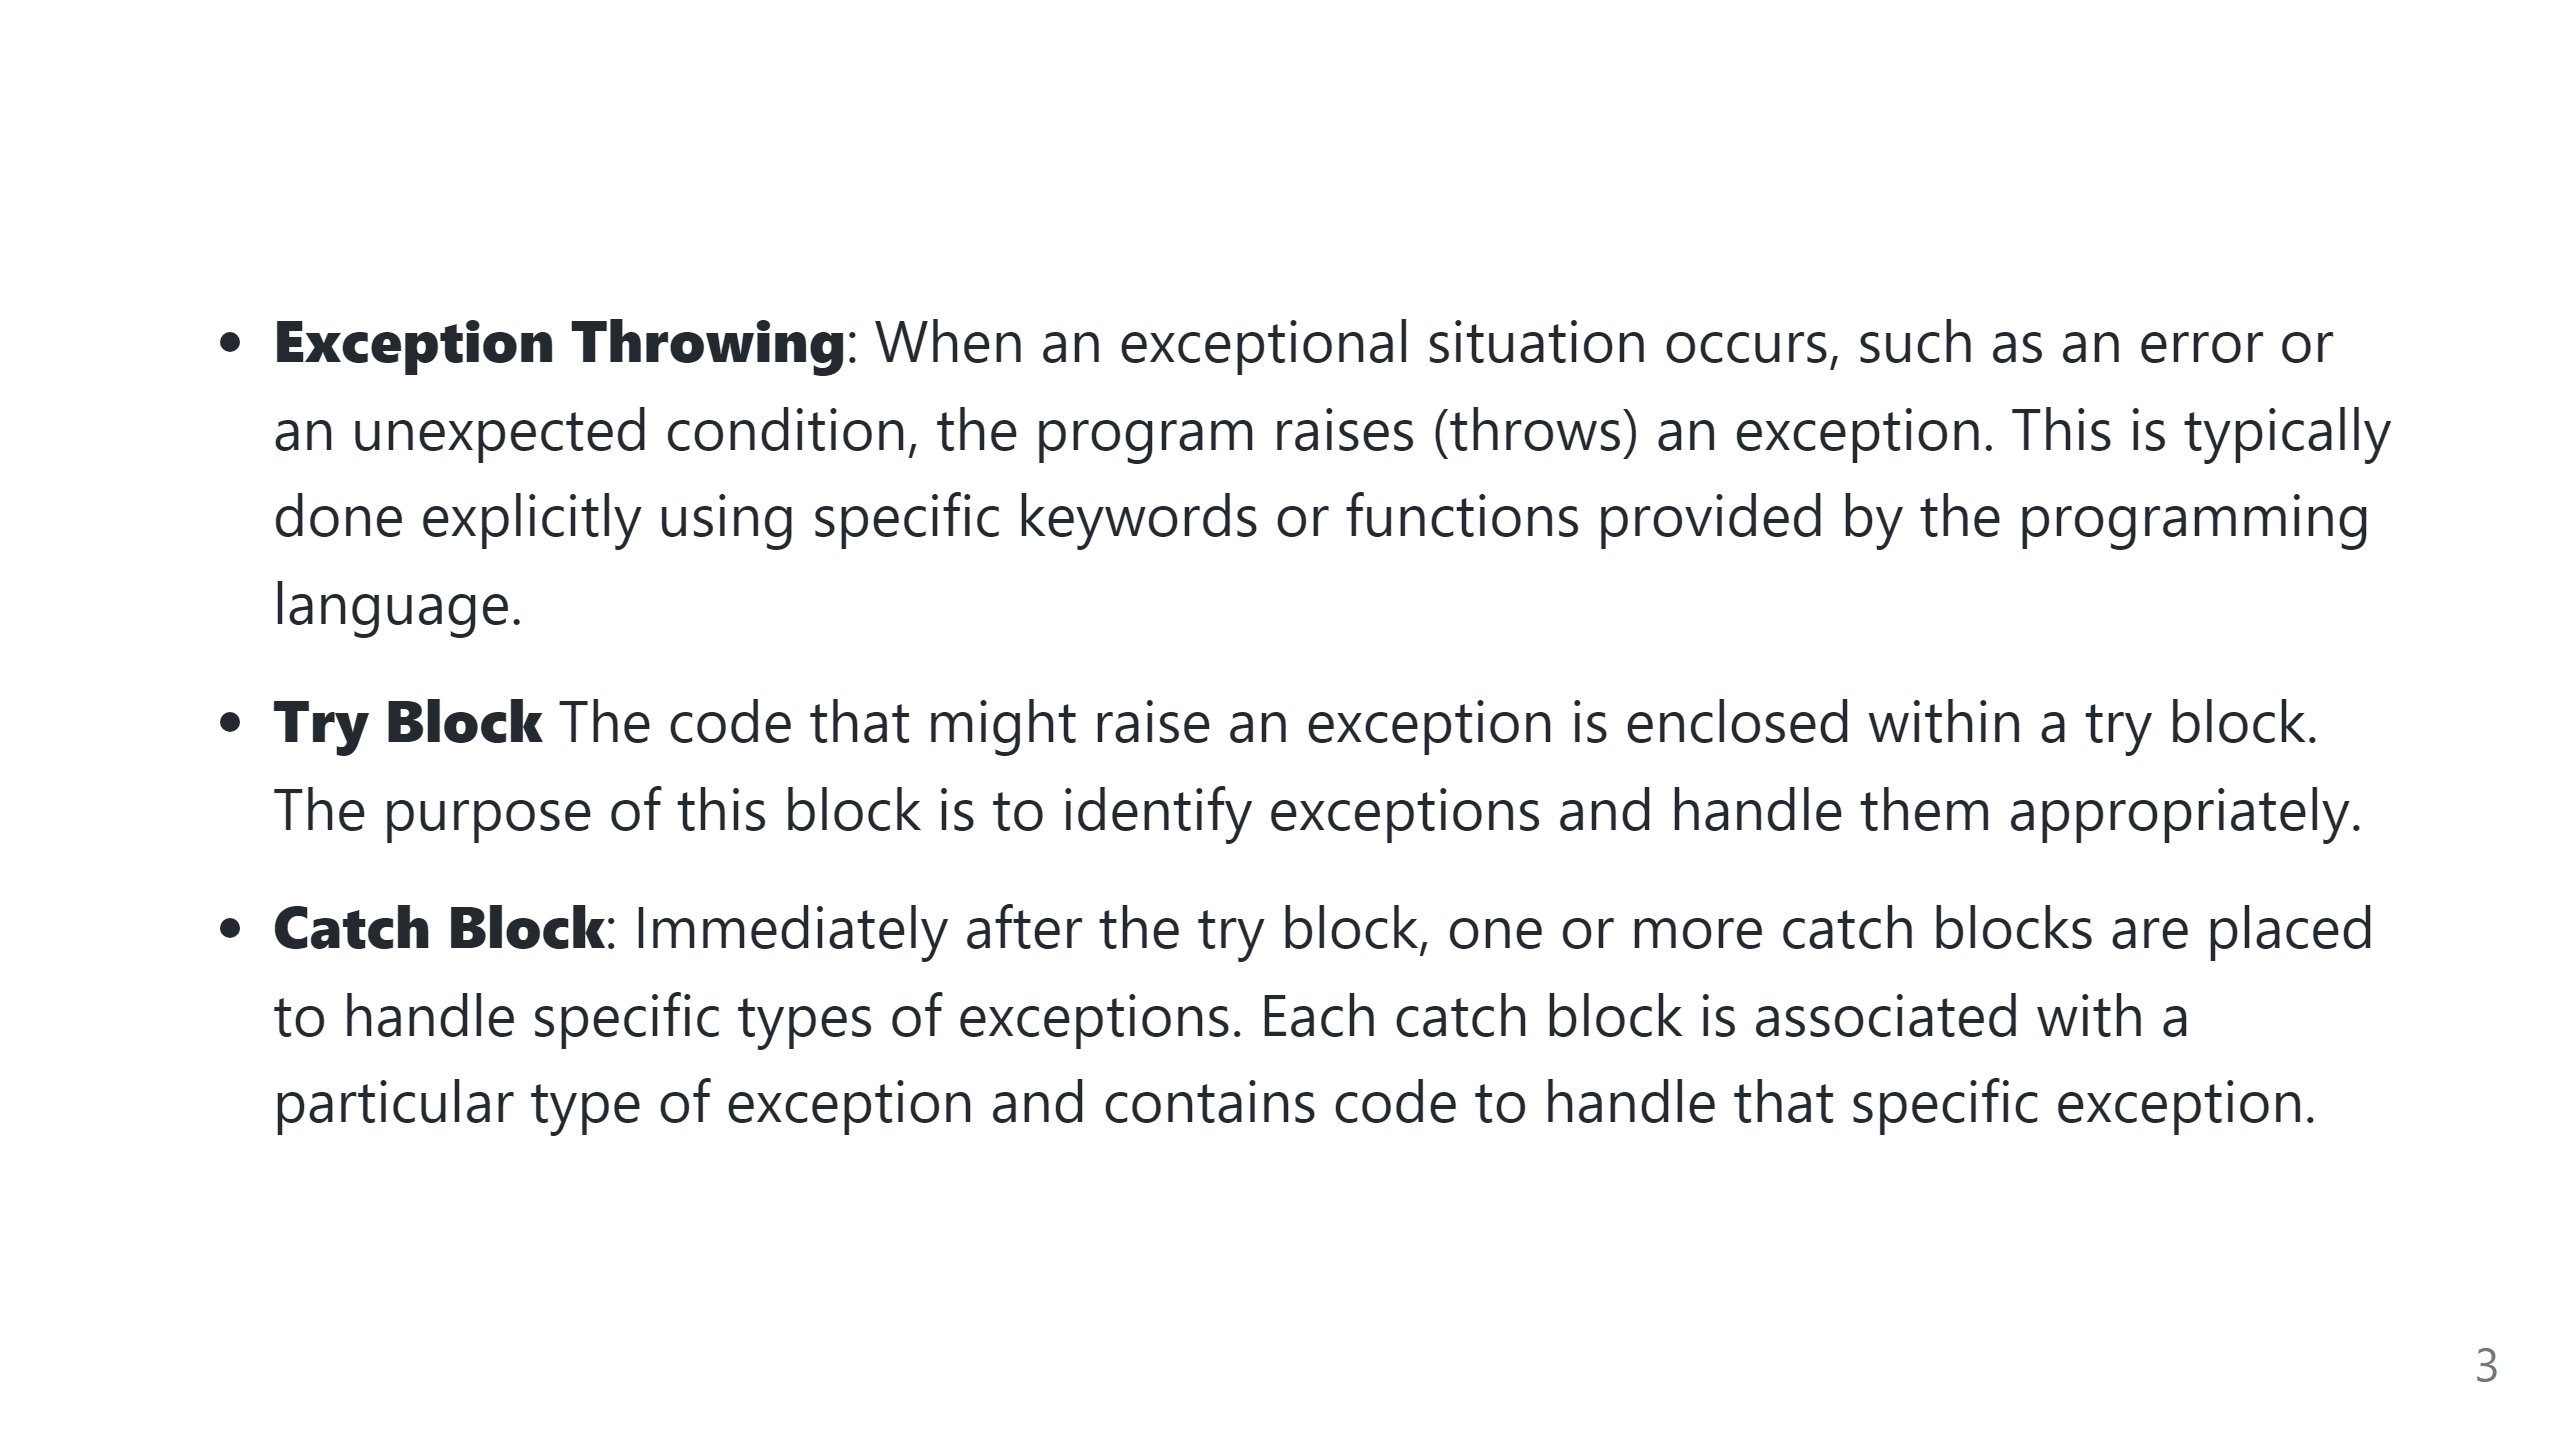 • Exception Throwing: When an exceptional situation occurs, such as an error or
an unexpected condition, the program raises (throws) an exception. This is typically
done explicitly using specific keywords or functions provided by the programming
language.
• Try Block The code that might raise an exception is enclosed within a try block.
The purpose of this block is to identify exceptions and handle them appropriately.
• Catch Block: Immediately after the try block, one or more catch blocks are placed
to handle specific types of exceptions. Each catch block is associated with a
particular type of exception and contains code to handle that specific exception.
3